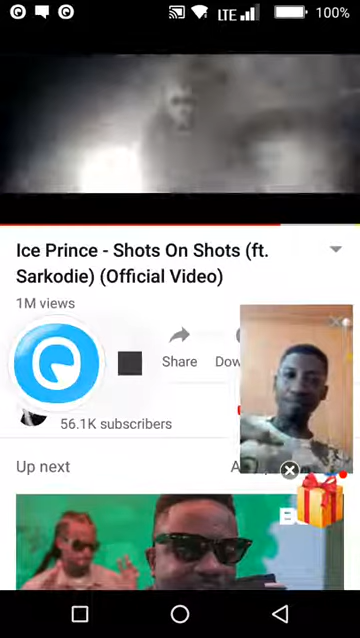 LTE 100%
Ice Prince - Shots On Shots (ft.
Sarkodie) (Official Video)
1M views
Share Dow
56.1K subscribers
Up next A
B